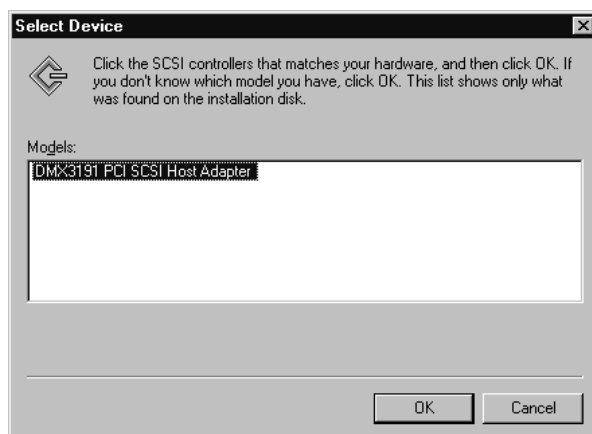 Select Device
Click the SCSI controllers that matches your hardware, and then click OK. If
you don't know which model you have, click OK. This list shows only what
was found on the installation disk.
Models:
DMX3191 PCI SCSI Host Adapter
OK
Cancel